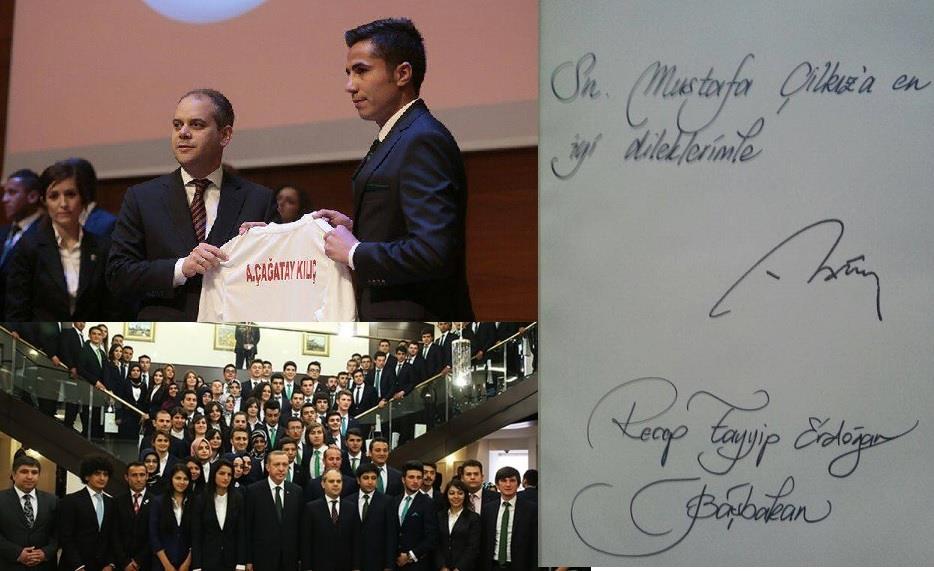 A.ÇAĞATAY KILIÇ
Sn. Mustafa Çilkız'a en
iyi dileklerimle
Recep Tayyip Erdoğan
Başbakan